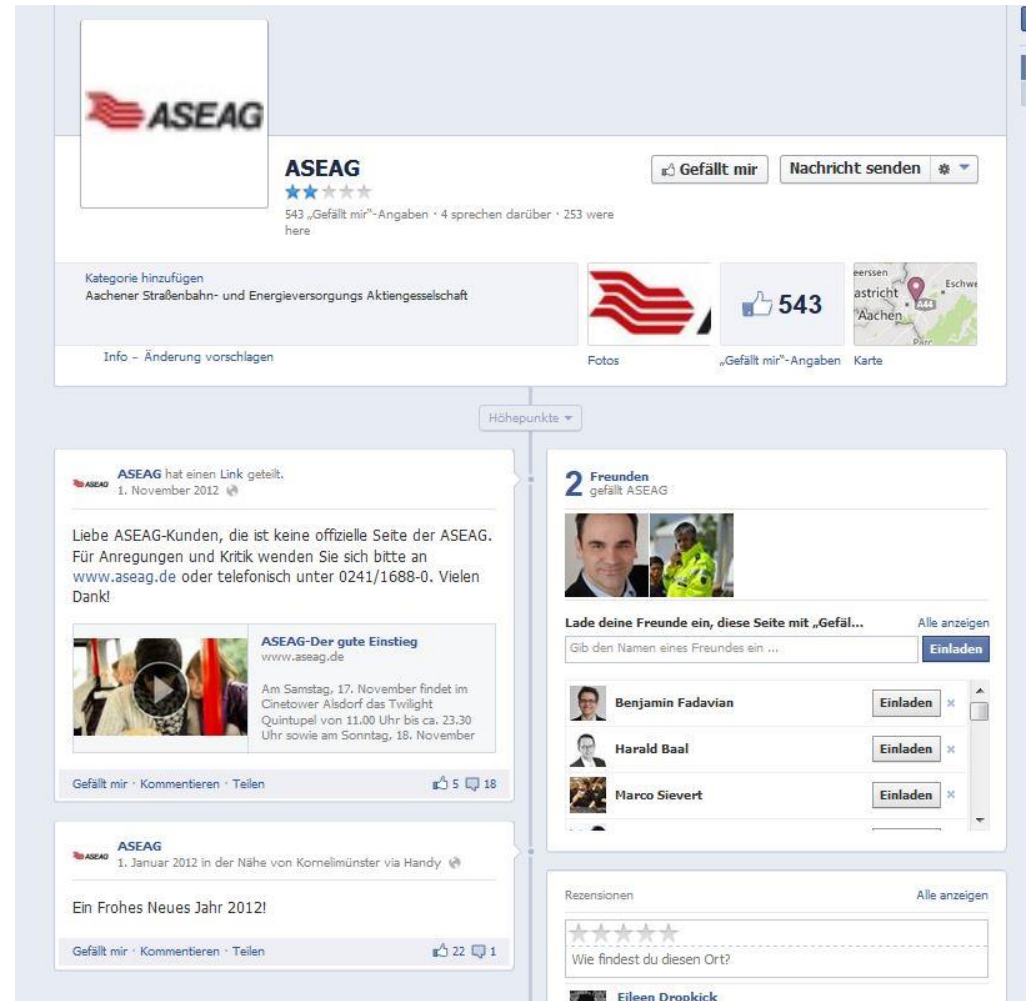 ASEAG
ASEAG
Gefällt mir
Nachricht senden
543 „Gefällt mir“-Angaben · 4 sprechen darüber · 253 were
here
Kategorie hinzufügen
Aachener Straßenbahn- und Energieversorgungs Aktiengesselschaft
Info – Änderung vorschlagen
Fotos
543
„Gefällt mir“-Angaben
eerssen
Eschwe
astricht
A44
Aachen
Parc
Karte
Höhepunkte
ASEAG
ASEAG hat einen Link geteilt.
1. November 2012
Liebe ASEAG-Kunden, die ist keine offizielle Seite der ASEAG.
Für Anregungen und Kritik wenden Sie sich bitte an
www.aseag.de oder telefonisch unter 0241/1688-0. Vielen
Dank!
ASEAG-Der gute Einstieg
www.aseag.de
Am Samstag, 17. November findet im
Cinetower Alsdorf das Twilight
Quintupel von 11.00 Uhr bis ca. 23.30
Uhr sowie am Sonntag, 18. November
Gefällt mir · Kommentieren · Teilen
5 18
ASEAG
ASEAG
1. Januar 2012 in der Nähe von Kornelimünster via Handy
Ein Frohes Neues Jahr 2012!
Gefällt mir · Kommentieren · Teilen
22 1
2 Freunden
gefällt ASEAG
Lade deine Freunde ein, diese Seite mit „Gefäl...
Alle anzeigen
Gib den Namen eines Freundes ein ...
Einladen
Benjamin Fadavian
Einladen
Harald Baal
Einladen
Marco Sievert
Einladen
Rezensionen
Alle anzeigen
Wie findest du diesen Ort?
Eileen Dropkick